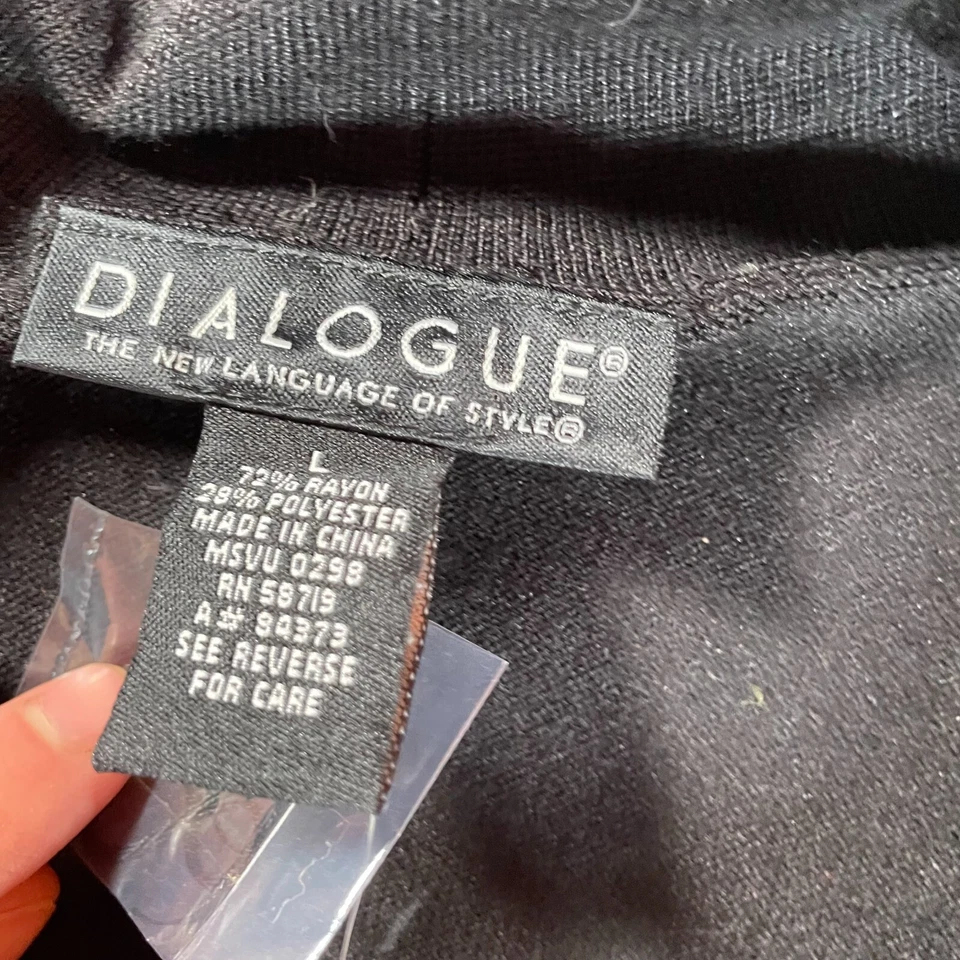 DIALOGUE®
THE NEW LANGUAGE OF STYLE®
L
72% RAYON
28% POLYESTER
MADE IN CHINA
MSVU 0298
RN 58719
A# 84373
SEE REVERSE
FOR CARE